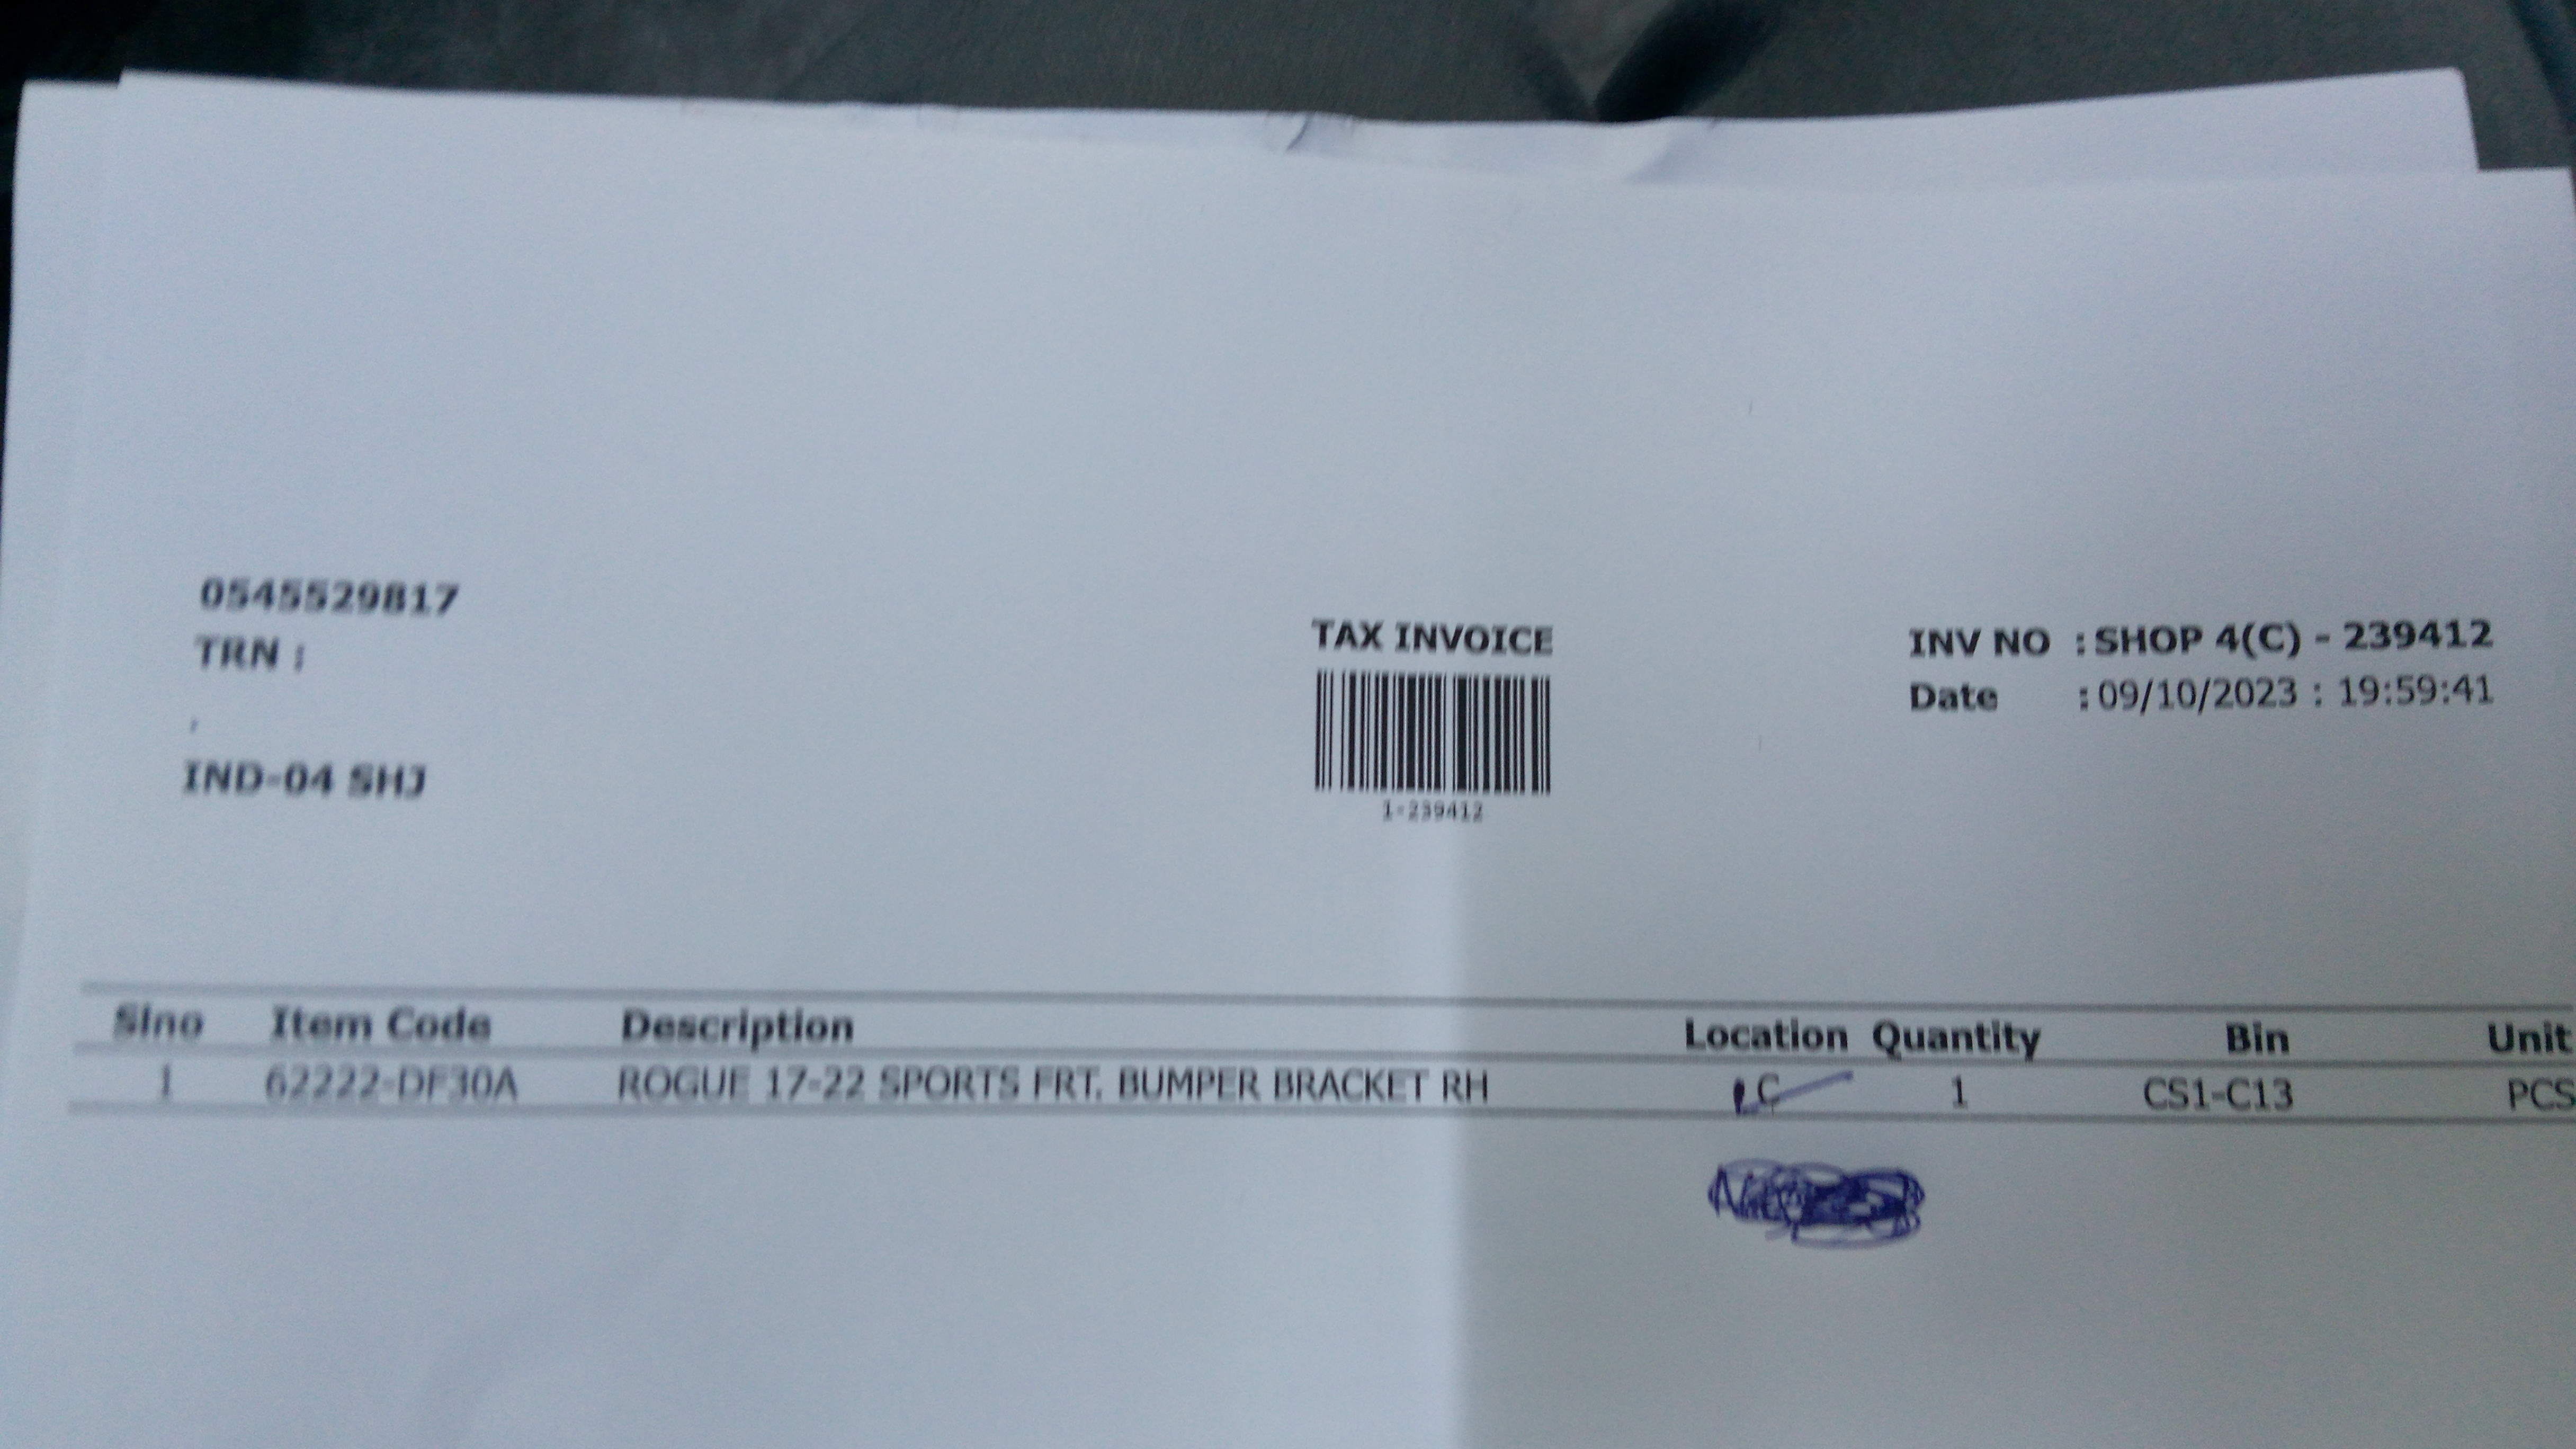 0545529817
TRN :
,
IND-04 SHJ
TAX INVOICE
1-239412
INV NO : SHOP 4(C) - 239412
Date : 09/10/2023 : 19:59:41
Slno Item Code Description Location Quantity Bin Unit
1 62222-DF30A ROGUE 17-22 SPORTS FRT. BUMPER BRACKET RH C 1 CS1-C13 PCS